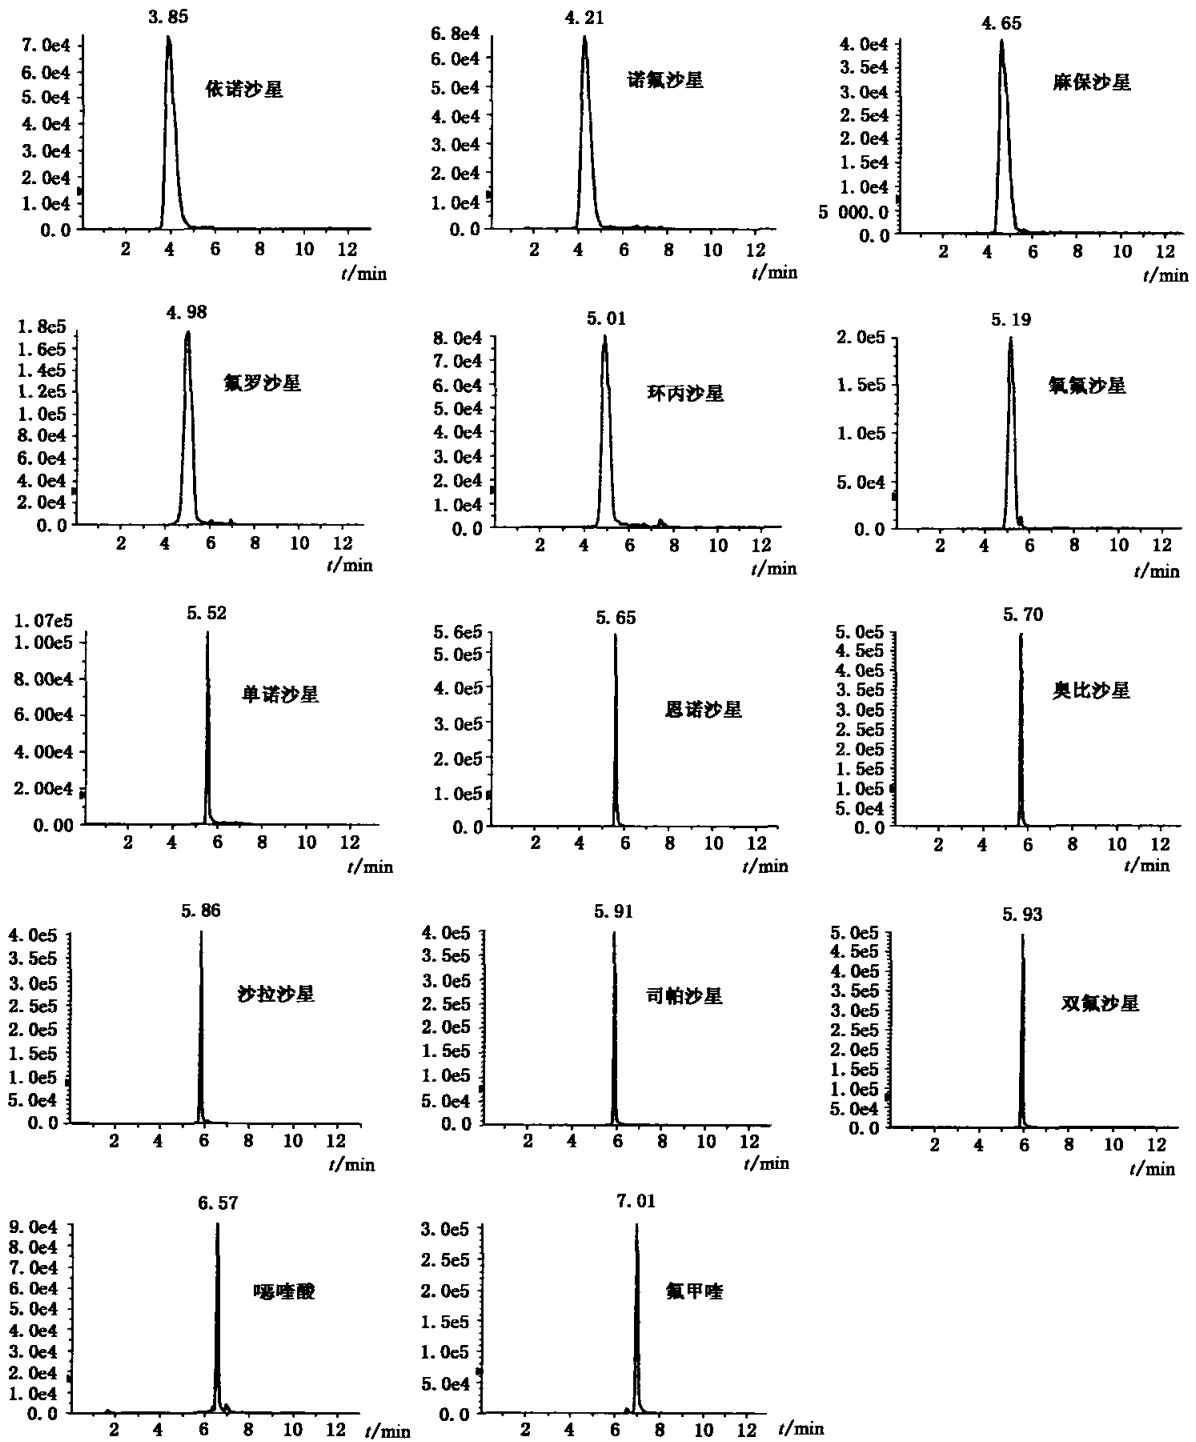 3.85
7.0e4
6.0e4
5.0e4
4.0e4
3.0e4
2.0e4
1.0e4
0.0
依诺沙星
2 4 6 8 10 12
t/min
4.21
6.8e4
6.0e4
5.0e4
4.0e4
3.0e4
2.0e4
1.0e4
0.0
诺氟沙星
2 4 6 8 10 12
t/min
4.65
4.0e4
3.5e4
3.0e4
2.5e4
2.0e4
1.5e4
1.0e4
5 000.0
0.0
麻保沙星
2 4 6 8 10 12
t/min
4.98
1.8e5
1.6e5
1.4e5
1.2e5
1.0e5
8.0e4
6.0e4
4.0e4
20e4
0.0
氟罗沙星
2 4 6 8 10 12
t/min
5.01
8.0e4
7.0e4
6.0e4
5.0e4
4.0e4
3.0e4
2.0e4
1.0e4
0.0
环丙沙星
2 4 6 8 10 12
t/min
5.19
2.0e5
1.5e5
1.0e5
5.0e4
0.0
氧氟沙星
2 4 6 8 10 12
t/min
5.52
1.07e5
1.00e5
8.00e4
6.00e4
4.00e4
2.00e4
0.00
单诺沙星
2 4 6 8 10 12
t/min
5.65
5.6e5
5.0e5
4.0e5
3.0e5
2.0e5
1.0e5
0.0
恩诺沙星
2 4 6 8 10 12
t/min
5.70
5.0e5
4.5e5
4.0e5
3.5e5
3.0e5
2.5e5
2.0e5
1.5e5
1.0e5
5.0e4
0.0
奥比沙星
2 4 6 8 10 12
t/min
5.86
4.0e5
3.5e5
3.0e5
2.5e5
2.0e5
1.5e5
1.0e5
5.0e4
0.0
沙拉沙星
2 4 6 8 10 12
t/min
5.91
4.0e5
3.5e5
3.0e5
2.5e5
2.0e5
1.5e5
1.0e5
5.0e4
0.0
司帕沙星
2 4 6 8 10 12
t/min
5.93
5.0e5
4.5e5
4.0e5
3.5e5
3.0e5
2.5e5
2.0e5
1.5e5
1.0e5
5.0e4
0.0
双氟沙星
2 4 6 8 10 12
t/min
6.57
9.0e4
8.0e4
7.0e4
6.0e4
5.0e4
4.0e4
3.0e4
2.0e4
1.0e4
0.0
噁喹酸
2 4 6 8 10 12 t/min
7.01
3.0e5
2.5e5
2.0e5
1.5e5
1.0e5
5.0e4
0.0
氟甲喹
2 4 6 8 10 12 t/min